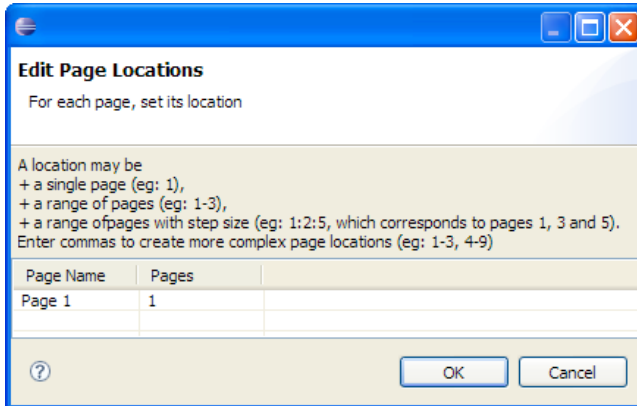 Edit Page Locations
For each page, set its location
A location may be
+ a single page (eg: 1),
+ a range of pages (eg: 1-3),
+ a range ofpages with step size (eg: 1:2:5, which corresponds to pages 1, 3 and 5).
Enter commas to create more complex page locations (eg: 1-3, 4-9)
Page Name Pages
Page 1 1
? OK Cancel